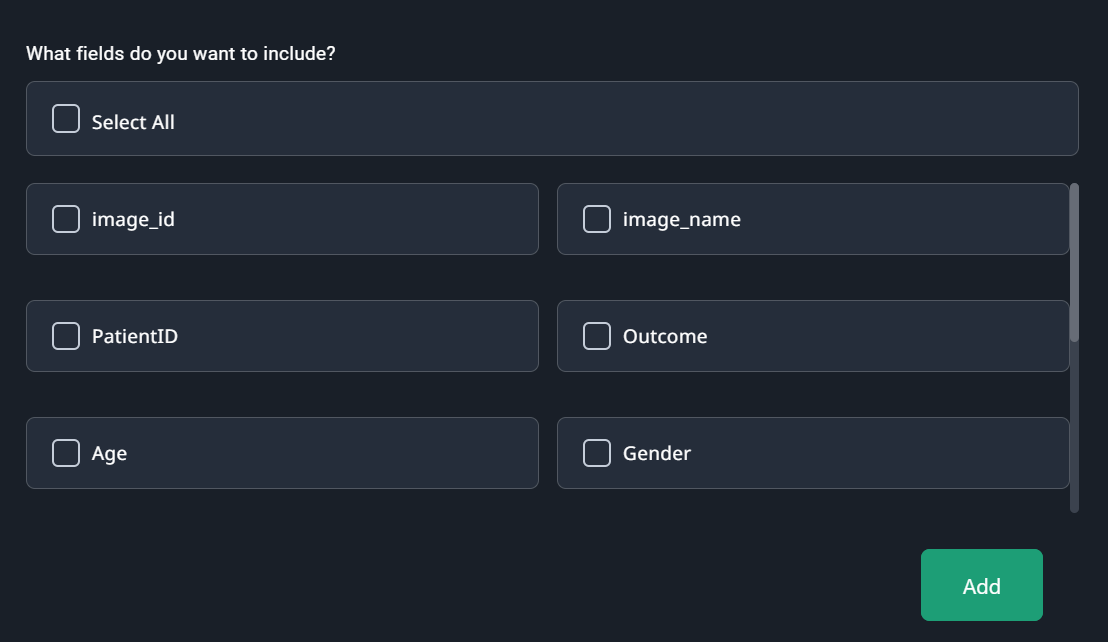 What fields do you want to include?
Select All
image_id
image_name
PatientID
Outcome
Age
Gender
Add